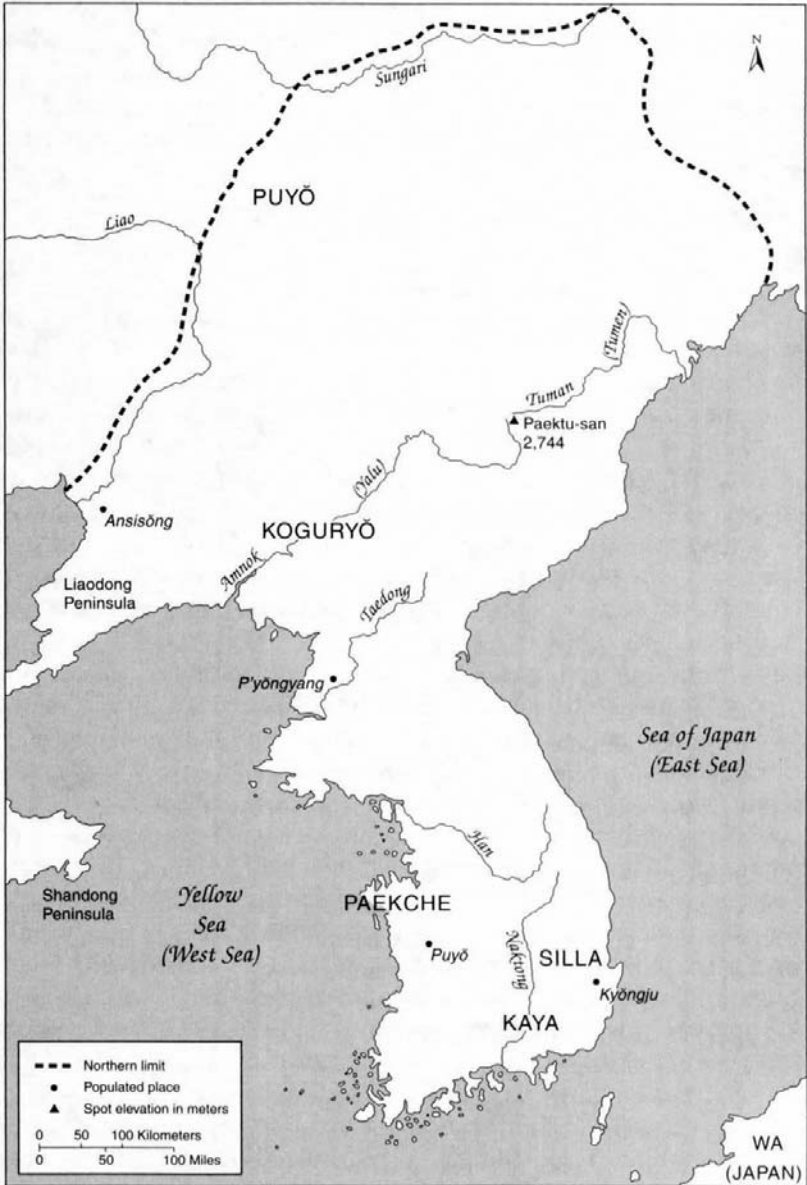 N
Sungari
PUYŎ
Liao
(Tumen)
Tuman
Paektu-san
2,744
(Yalu)
Ansisŏng
KOGURYŎ
Amnok
Liaodong
Peninsula
Taedong
P'yŏngyang
Sea of Japan
(East Sea)
Han
Shandong
Peninsula
Yellow
Sea
(West Sea)
PAEKCHE
Puyŏ
Naktong
SILLA
Kyŏngju
KAYA
Northern limit
Populated place
Spot elevation in meters
0 50 100 Kilometers
0 50 100 Miles
WA
(JAPAN)